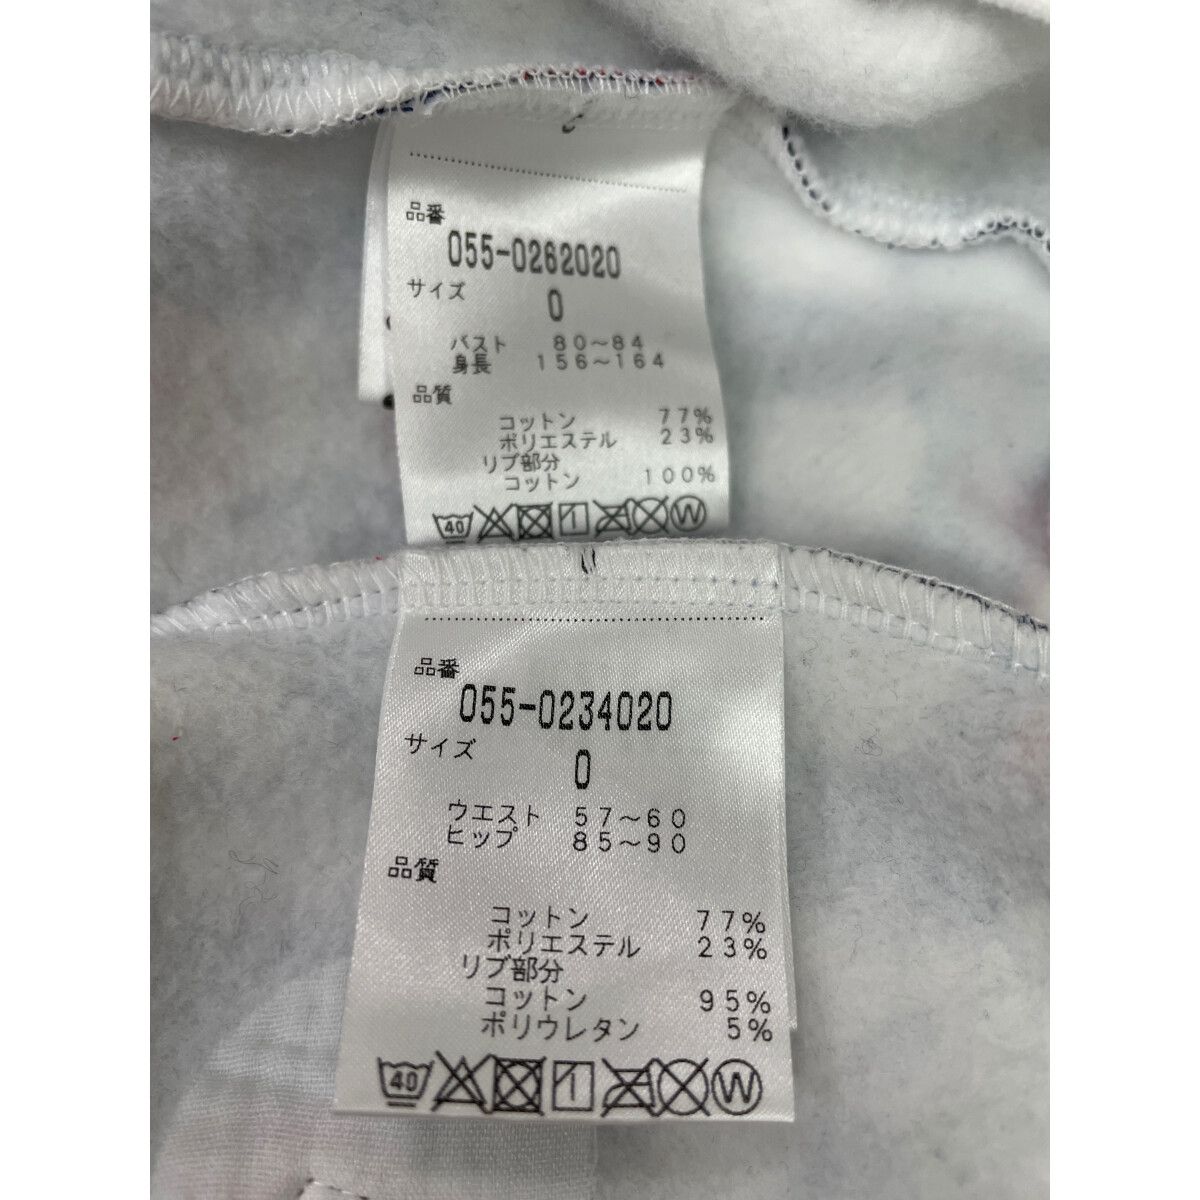 品番
055-0262020
サイズ
0
バスト 80～84
身長 156～164
品質
コットン 77%
ポリエステル 23%
リブ部分
コットン 100%
40 W
品番
055-0234020
サイズ
0
ウエスト 57～60
ヒップ 85～90
品質
コットン 77%
ポリエステル 23%
リブ部分
コットン 95%
ポリウレタン 5%
40 W